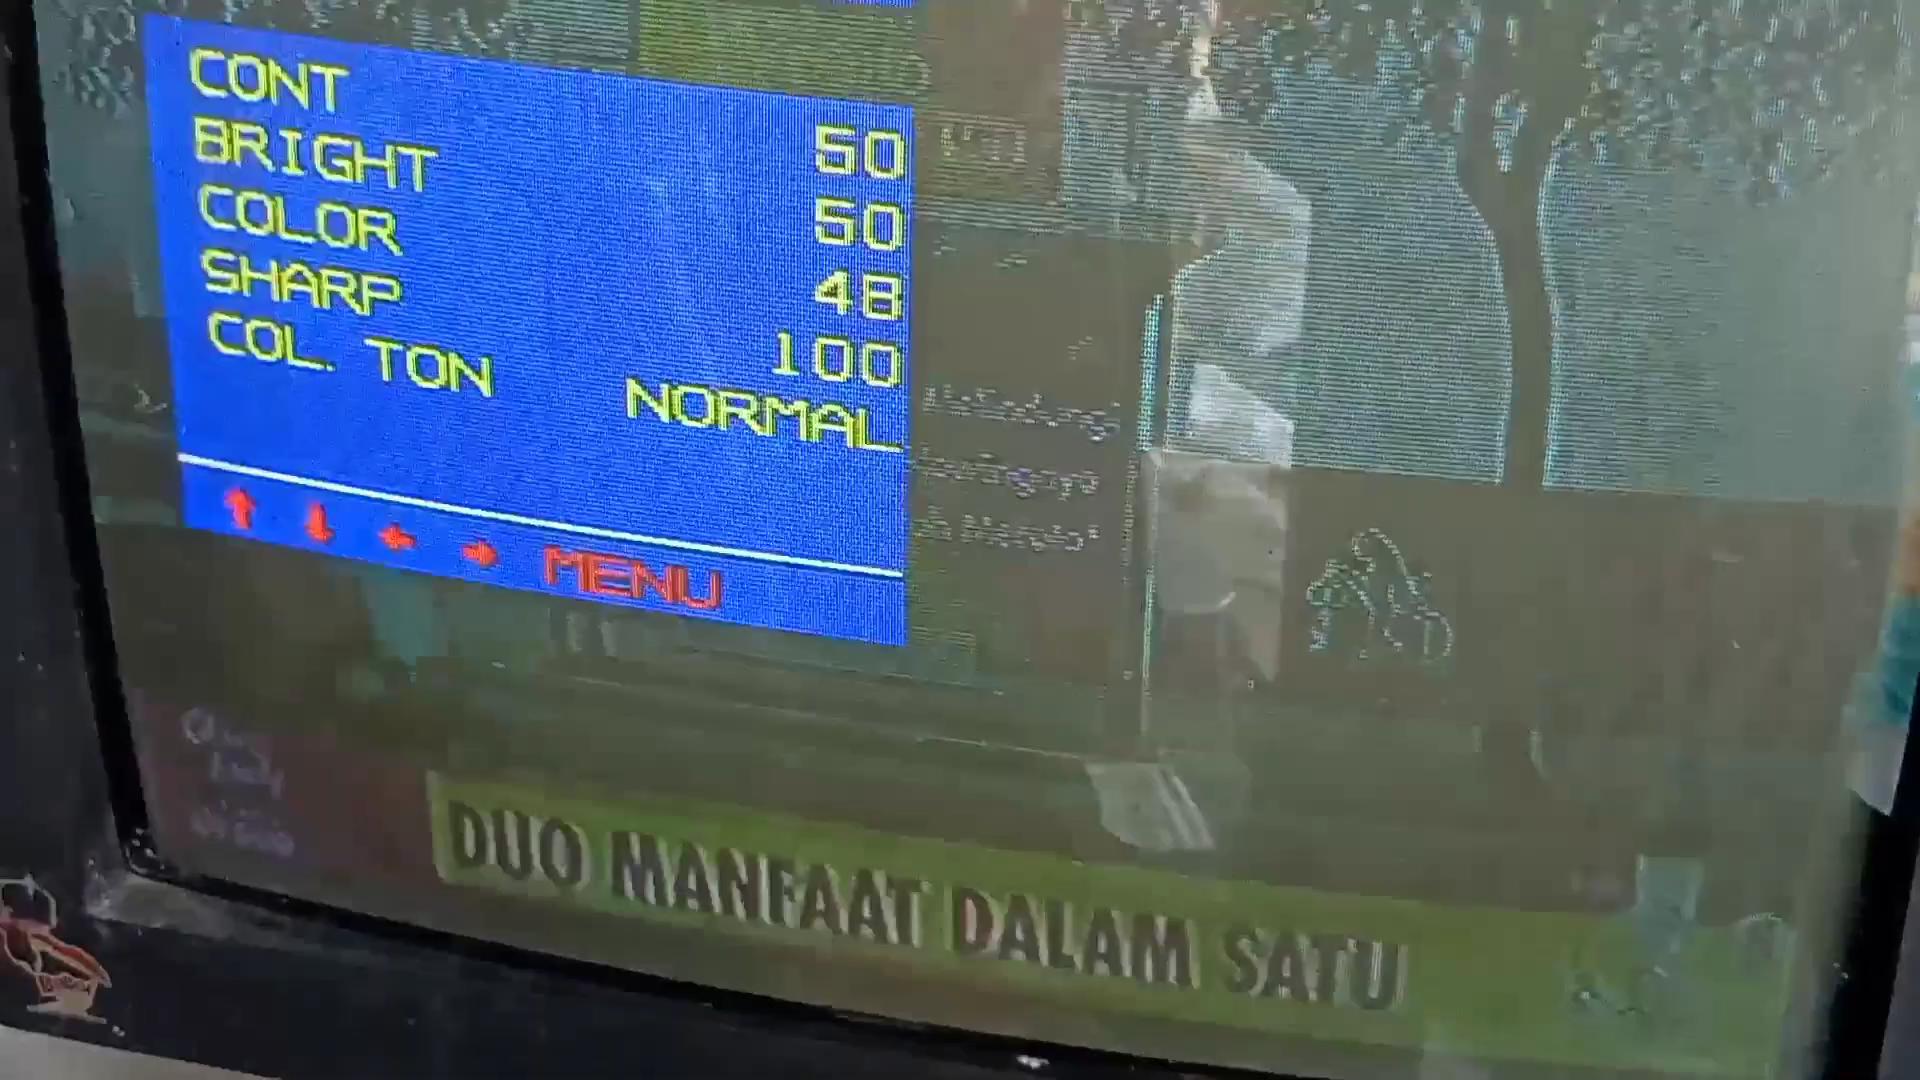 CONT 50
BRIGHT 50
COLOR 48
SHARP 100
COL. TON NORMAL
MENU
DUO MANFAAT DALAM SATU